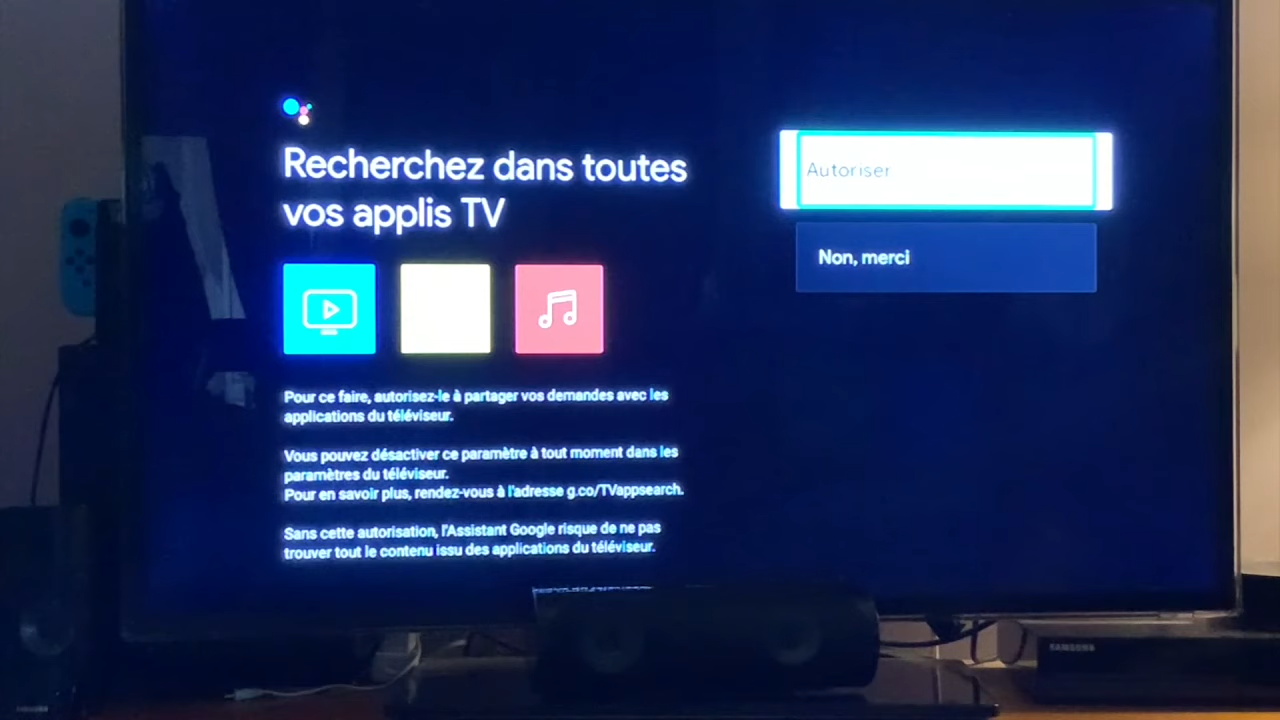 Recherchez dans toutes
vos applis TV
Autoriser
Non, merci
Pour ce faire, autorisez-le à partager vos demandes avec les
applications du téléviseur.
Vous pouvez désactiver ce paramètre à tout moment dans les
paramètres du téléviseur.
Pour en savoir plus, rendez-vous à l'adresse g.co/TVappsearch.
Sans cette autorisation, l'Assistant Google risque de ne pas
trouver tout le contenu issu des applications du téléviseur.
SAMSUNG